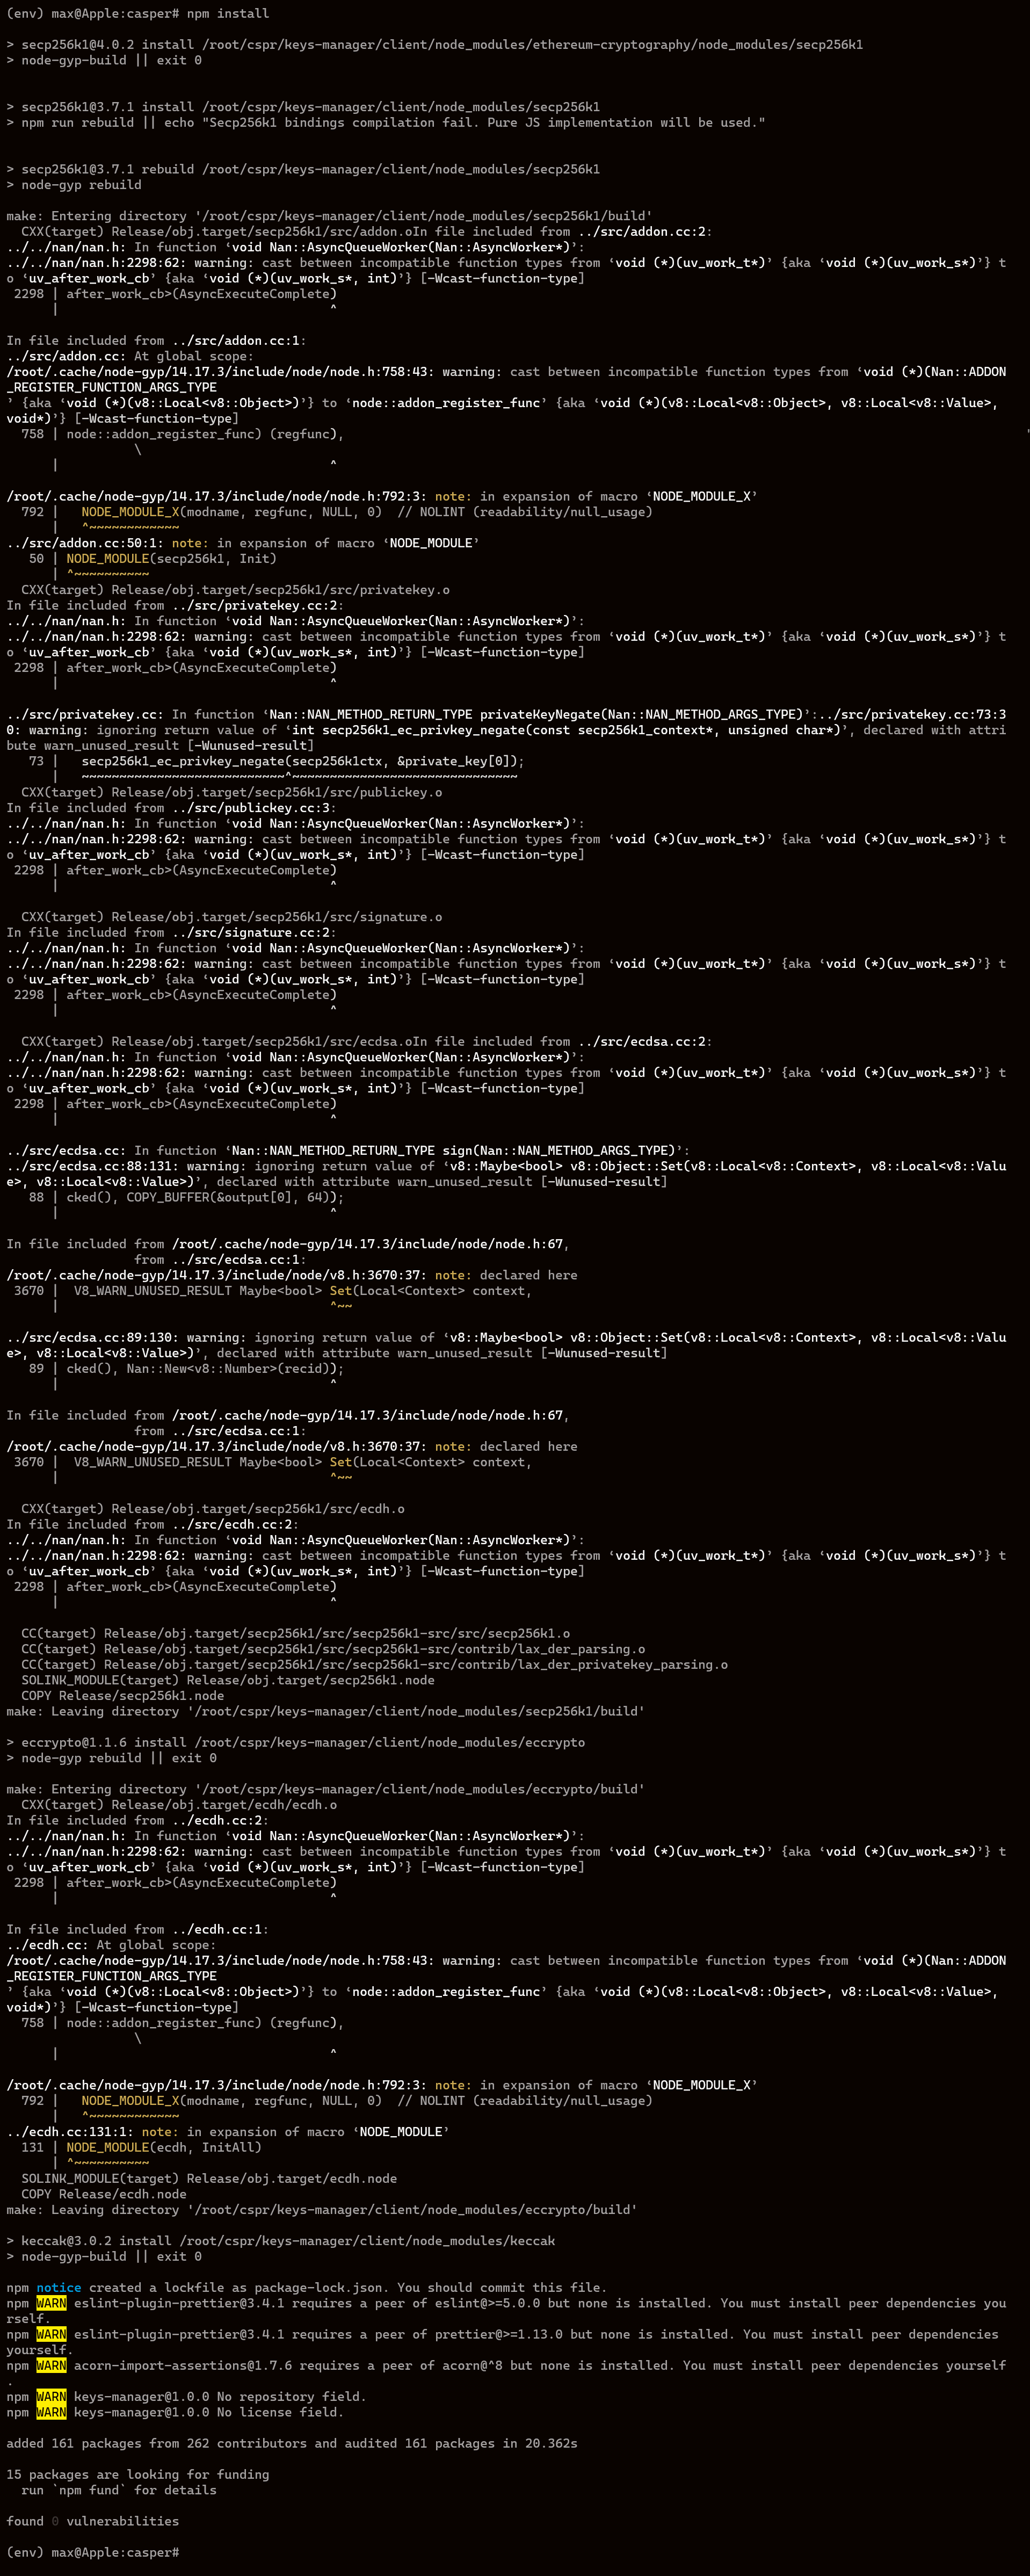 (env) max@Apple:casper# npm install
> secp256k1@4.0.2 install /root/cspr/keys-manager/client/node_modules/ethereum-cryptography/node_modules/secp256k1
> node-gyp-build || exit 0
> secp256k1@3.7.1 install /root/cspr/keys-manager/client/node_modules/secp256k1
> npm run rebuild || echo "Secp256k1 bindings compilation fail. Pure JS implementation will be used."
> secp256k1@3.7.1 rebuild /root/cspr/keys-manager/client/node_modules/secp256k1
> node-gyp rebuild
make: Entering directory '/root/cspr/keys-manager/client/node_modules/secp256k1/build'
  CXX(target) Release/obj.target/secp256k1/src/addon.oIn file included from ../src/addon.cc:2:
../../nan/nan.h: In function ‘void Nan::AsyncQueueWorker(Nan::AsyncWorker*)’:
../../nan/nan.h:2298:62: warning: cast between incompatible function types from ‘void (*)(uv_work_t*)’ {aka ‘void (*)(uv_work_s*)’} t
o ‘uv_after_work_cb’ {aka ‘void (*)(uv_work_s*, int)’} [-Wcast-function-type]
 2298 | after_work_cb>(AsyncExecuteComplete)
      |                                     ^
In file included from ../src/addon.cc:1:
../src/addon.cc: At global scope:
/root/.cache/node-gyp/14.17.3/include/node/node.h:758:43: warning: cast between incompatible function types from ‘void (*)(Nan::ADDON
_REGISTER_FUNCTION_ARGS_TYPE
’ {aka ‘void (*)(v8::Local<v8::Object>)’} to ‘node::addon_register_func’ {aka ‘void (*)(v8::Local<v8::Object>, v8::Local<v8::Value>,
void*)’} [-Wcast-function-type]
  758 | node::addon_register_func) (regfunc),
                 \
      |                                     ^
/root/.cache/node-gyp/14.17.3/include/node/node.h:792:3: note: in expansion of macro ‘NODE_MODULE_X’
  792 |   NODE_MODULE_X(modname, regfunc, NULL, 0)  // NOLINT (readability/null_usage)
      |   ^~~~~~~~~~~~~
../src/addon.cc:50:1: note: in expansion of macro ‘NODE_MODULE’
   50 | NODE_MODULE(secp256k1, Init)
      | ^~~~~~~~~~~
  CXX(target) Release/obj.target/secp256k1/src/privatekey.o
In file included from ../src/privatekey.cc:2:
../../nan/nan.h: In function ‘void Nan::AsyncQueueWorker(Nan::AsyncWorker*)’:
../../nan/nan.h:2298:62: warning: cast between incompatible function types from ‘void (*)(uv_work_t*)’ {aka ‘void (*)(uv_work_s*)’} t
o ‘uv_after_work_cb’ {aka ‘void (*)(uv_work_s*, int)’} [-Wcast-function-type]
 2298 | after_work_cb>(AsyncExecuteComplete)
      |                                     ^
../src/privatekey.cc: In function ‘Nan::NAN_METHOD_RETURN_TYPE privateKeyNegate(Nan::NAN_METHOD_ARGS_TYPE)’:../src/privatekey.cc:73:3
0: warning: ignoring return value of ‘int secp256k1_ec_privkey_negate(const secp256k1_context*, unsigned char*)’, declared with attri
bute warn_unused_result [-Wunused-result]
   73 |   secp256k1_ec_privkey_negate(secp256k1ctx, &private_key[0]);
      |   ~~~~~~~~~~~~~~~~~~~~~~~~~~~^~~~~~~~~~~~~~~~~~~~~~~~~~~~~~~
  CXX(target) Release/obj.target/secp256k1/src/publickey.o
In file included from ../src/publickey.cc:3:
../../nan/nan.h: In function ‘void Nan::AsyncQueueWorker(Nan::AsyncWorker*)’:
../../nan/nan.h:2298:62: warning: cast between incompatible function types from ‘void (*)(uv_work_t*)’ {aka ‘void (*)(uv_work_s*)’} t
o ‘uv_after_work_cb’ {aka ‘void (*)(uv_work_s*, int)’} [-Wcast-function-type]
 2298 | after_work_cb>(AsyncExecuteComplete)
      |                                     ^
  CXX(target) Release/obj.target/secp256k1/src/signature.o
In file included from ../src/signature.cc:2:
../../nan/nan.h: In function ‘void Nan::AsyncQueueWorker(Nan::AsyncWorker*)’:
../../nan/nan.h:2298:62: warning: cast between incompatible function types from ‘void (*)(uv_work_t*)’ {aka ‘void (*)(uv_work_s*)’} t
o ‘uv_after_work_cb’ {aka ‘void (*)(uv_work_s*, int)’} [-Wcast-function-type]
 2298 | after_work_cb>(AsyncExecuteComplete)
      |                                     ^
  CXX(target) Release/obj.target/secp256k1/src/ecdsa.oIn file included from ../src/ecdsa.cc:2:
../../nan/nan.h: In function ‘void Nan::AsyncQueueWorker(Nan::AsyncWorker*)’:
../../nan/nan.h:2298:62: warning: cast between incompatible function types from ‘void (*)(uv_work_t*)’ {aka ‘void (*)(uv_work_s*)’} t
o ‘uv_after_work_cb’ {aka ‘void (*)(uv_work_s*, int)’} [-Wcast-function-type]
 2298 | after_work_cb>(AsyncExecuteComplete)
      |                                     ^
../src/ecdsa.cc: In function ‘Nan::NAN_METHOD_RETURN_TYPE sign(Nan::NAN_METHOD_ARGS_TYPE)’:
../src/ecdsa.cc:88:131: warning: ignoring return value of ‘v8::Maybe<bool> v8::Object::Set(v8::Local<v8::Context>, v8::Local<v8::Valu
e>, v8::Local<v8::Value>)’, declared with attribute warn_unused_result [-Wunused-result]
   88 | cked(), COPY_BUFFER(&output[0], 64));
      |                                     ^
In file included from /root/.cache/node-gyp/14.17.3/include/node/node.h:67,
                 from ../src/ecdsa.cc:1:
/root/.cache/node-gyp/14.17.3/include/node/v8.h:3670:37: note: declared here
 3670 |  V8_WARN_UNUSED_RESULT Maybe<bool> Set(Local<Context> context,
      |                                     ^~~
../src/ecdsa.cc:89:130: warning: ignoring return value of ‘v8::Maybe<bool> v8::Object::Set(v8::Local<v8::Context>, v8::Local<v8::Valu
e>, v8::Local<v8::Value>)’, declared with attribute warn_unused_result [-Wunused-result]
   89 | cked(), Nan::New<v8::Number>(recid));
      |                                     ^
In file included from /root/.cache/node-gyp/14.17.3/include/node/node.h:67,
                 from ../src/ecdsa.cc:1:
/root/.cache/node-gyp/14.17.3/include/node/v8.h:3670:37: note: declared here
 3670 |  V8_WARN_UNUSED_RESULT Maybe<bool> Set(Local<Context> context,
      |                                     ^~~
  CXX(target) Release/obj.target/secp256k1/src/ecdh.o
In file included from ../src/ecdh.cc:2:
../../nan/nan.h: In function ‘void Nan::AsyncQueueWorker(Nan::AsyncWorker*)’:
../../nan/nan.h:2298:62: warning: cast between incompatible function types from ‘void (*)(uv_work_t*)’ {aka ‘void (*)(uv_work_s*)’} t
o ‘uv_after_work_cb’ {aka ‘void (*)(uv_work_s*, int)’} [-Wcast-function-type]
 2298 | after_work_cb>(AsyncExecuteComplete)
      |                                     ^
  CC(target) Release/obj.target/secp256k1/src/secp256k1-src/src/secp256k1.o
  CC(target) Release/obj.target/secp256k1/src/secp256k1-src/contrib/lax_der_parsing.o
  CC(target) Release/obj.target/secp256k1/src/secp256k1-src/contrib/lax_der_privatekey_parsing.o
  SOLINK_MODULE(target) Release/obj.target/secp256k1.node
  COPY Release/secp256k1.node
make: Leaving directory '/root/cspr/keys-manager/client/node_modules/secp256k1/build'
> eccrypto@1.1.6 install /root/cspr/keys-manager/client/node_modules/eccrypto
> node-gyp rebuild || exit 0
make: Entering directory '/root/cspr/keys-manager/client/node_modules/eccrypto/build'
  CXX(target) Release/obj.target/ecdh/ecdh.o
In file included from ../ecdh.cc:2:
../../nan/nan.h: In function ‘void Nan::AsyncQueueWorker(Nan::AsyncWorker*)’:
../../nan/nan.h:2298:62: warning: cast between incompatible function types from ‘void (*)(uv_work_t*)’ {aka ‘void (*)(uv_work_s*)’} t
o ‘uv_after_work_cb’ {aka ‘void (*)(uv_work_s*, int)’} [-Wcast-function-type]
 2298 | after_work_cb>(AsyncExecuteComplete)
      |                                     ^
In file included from ../ecdh.cc:1:
../ecdh.cc: At global scope:
/root/.cache/node-gyp/14.17.3/include/node/node.h:758:43: warning: cast between incompatible function types from ‘void (*)(Nan::ADDON
_REGISTER_FUNCTION_ARGS_TYPE
’ {aka ‘void (*)(v8::Local<v8::Object>)’} to ‘node::addon_register_func’ {aka ‘void (*)(v8::Local<v8::Object>, v8::Local<v8::Value>,
void*)’} [-Wcast-function-type]
  758 | node::addon_register_func) (regfunc),
                 \
      |                                     ^
/root/.cache/node-gyp/14.17.3/include/node/node.h:792:3: note: in expansion of macro ‘NODE_MODULE_X’
  792 |   NODE_MODULE_X(modname, regfunc, NULL, 0)  // NOLINT (readability/null_usage)
      |   ^~~~~~~~~~~~~
../ecdh.cc:131:1: note: in expansion of macro ‘NODE_MODULE’
  131 | NODE_MODULE(ecdh, InitAll)
      | ^~~~~~~~~~~
  SOLINK_MODULE(target) Release/obj.target/ecdh.node
  COPY Release/ecdh.node
make: Leaving directory '/root/cspr/keys-manager/client/node_modules/eccrypto/build'
> keccak@3.0.2 install /root/cspr/keys-manager/client/node_modules/keccak
> node-gyp-build || exit 0
npm notice created a lockfile as package-lock.json. You should commit this file.
npm WARN eslint-plugin-prettier@3.4.1 requires a peer of eslint@>=5.0.0 but none is installed. You must install peer dependencies you
rself.
npm WARN eslint-plugin-prettier@3.4.1 requires a peer of prettier@>=1.13.0 but none is installed. You must install peer dependencies
yourself.
npm WARN acorn-import-assertions@1.7.6 requires a peer of acorn@^8 but none is installed. You must install peer dependencies yourself
.
npm WARN keys-manager@1.0.0 No repository field.
npm WARN keys-manager@1.0.0 No license field.
added 161 packages from 262 contributors and audited 161 packages in 20.362s
15 packages are looking for funding
  run `npm fund` for details
found 0 vulnerabilities
(env) max@Apple:casper#